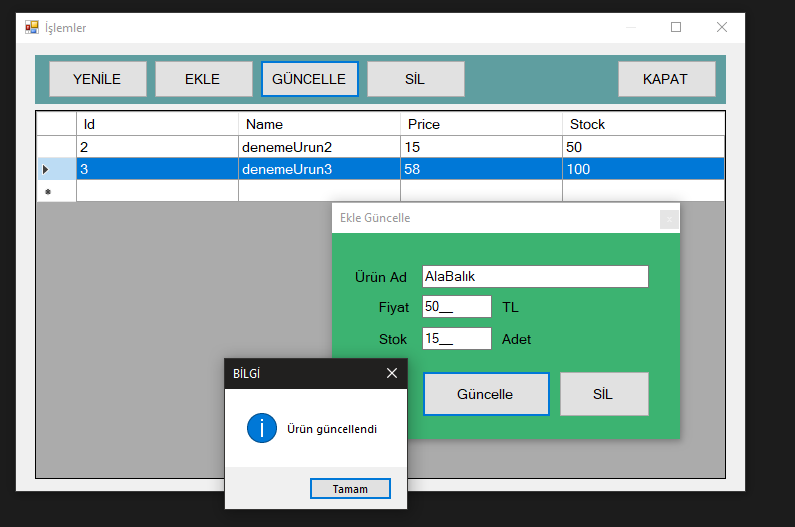 İşlemler
YENİLE EKLE GÜNCELLE SİL KAPAT
Id Name Price Stock
2 denemeUrun2 15 50
3 denemeUrun3 58 100
Ekle Güncelle
Ürün Ad AlaBalık
Fiyat 50__ TL
Stok 15__ Adet
Güncelle SİL
BİLGİ
Ürün güncellendi
Tamam